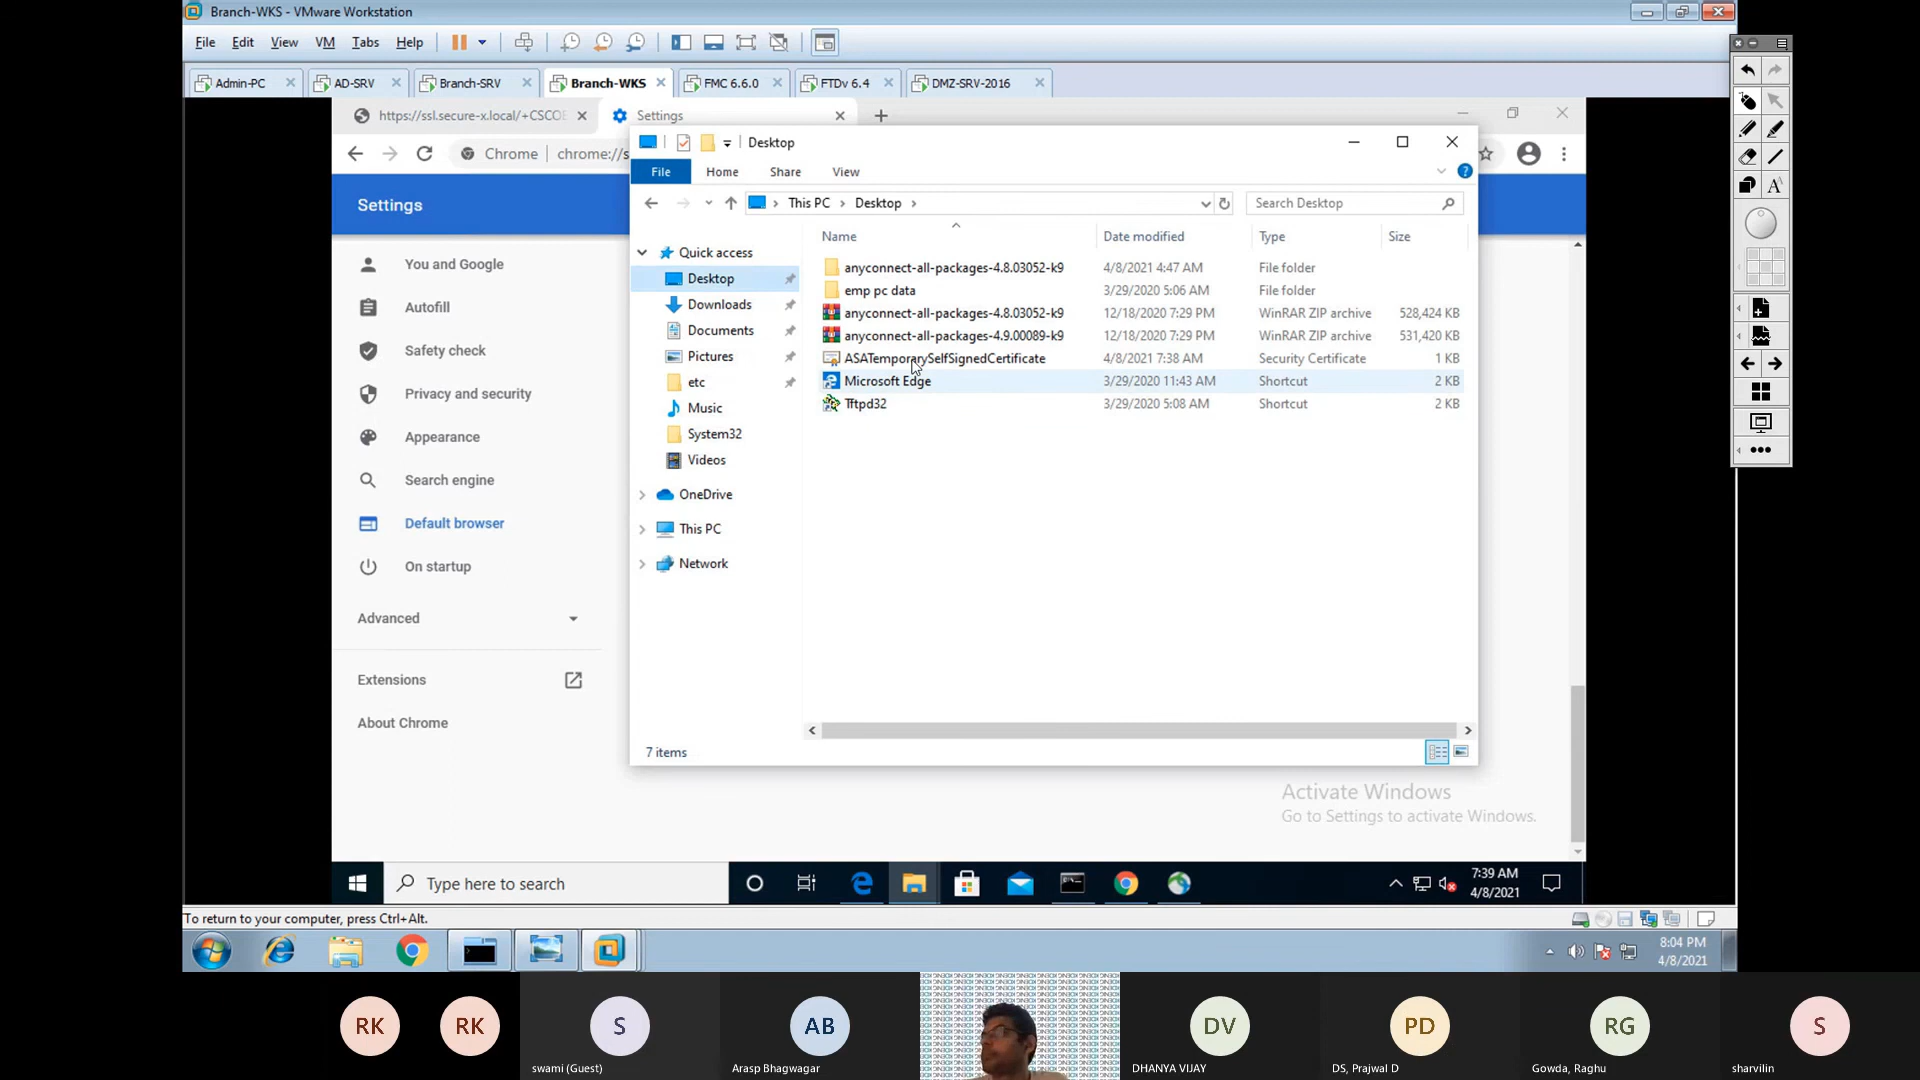 Branch-WKS - VMware Workstation
File Edit View VM Tabs Help
Admin-PC AD-SRV Branch-SRV Branch-WKS FMC 6.6.0 FTDv 6.4 DMZ-SRV-2016
https://ssl.secure-x.local/+CSCOE Settings
Chrome chrome://s
Desktop
File Home Share View
This PC Desktop
Search Desktop
Settings
Name Date modified Type Size
You and Google
Autofill
Safety check
Privacy and security
Appearance
Search engine
Default browser
On startup
Advanced
Extensions
About Chrome
Quick access
Desktop
Downloads
Documents
Pictures
etc
Music
System32
Videos
OneDrive
This PC
Network
anyconnect-all-packages-4.8.03052-k9 4/8/2021 4:47 AM File folder
emp pc data 3/29/2020 5:06 AM File folder
anyconnect-all-packages-4.8.03052-k9 12/18/2020 7:29 PM WinRAR ZIP archive 528,424 KB
anyconnect-all-packages-4.9.00089-k9 12/18/2020 7:29 PM WinRAR ZIP archive 531,420 KB
ASATemporarySelfSignedCertificate 4/8/2021 7:38 AM Security Certificate 1 KB
Microsoft Edge 3/29/2020 11:43 AM Shortcut 2 KB
Tftpd32 3/29/2020 5:08 AM Shortcut 2 KB
7 items
Activate Windows
Go to Settings to activate Windows.
Type here to search
7:39 AM
4/8/2021
To return to your computer, press Ctrl+Alt.
8:04 PM
4/8/2021
RK RK S AB DV PD RG S
swami (Guest) Arasp Bhagwagar DHANYA VIJAY DS, Prajwal D Gowda, Raghu sharvilin